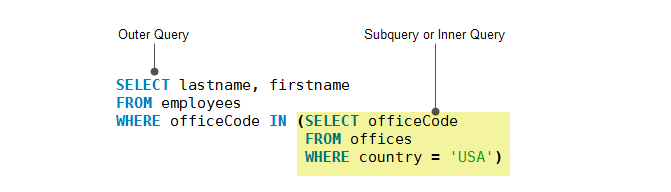 Outer Query
Subquery or Inner Query
SELECT lastname, firstname
FROM employees
WHERE officeCode IN (SELECT officeCode
FROM offices
WHERE country = 'USA')